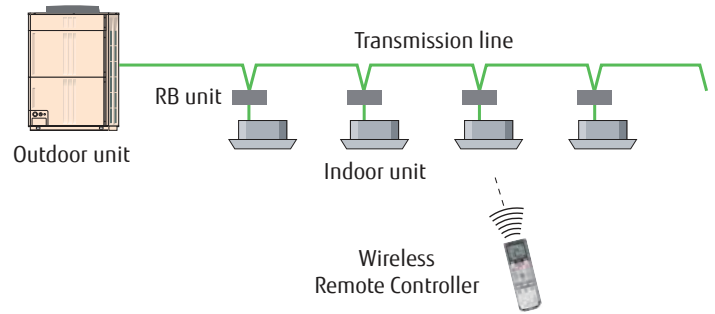 Transmission line
RB unit
Outdoor unit
Indoor unit
Wireless
Remote Controller